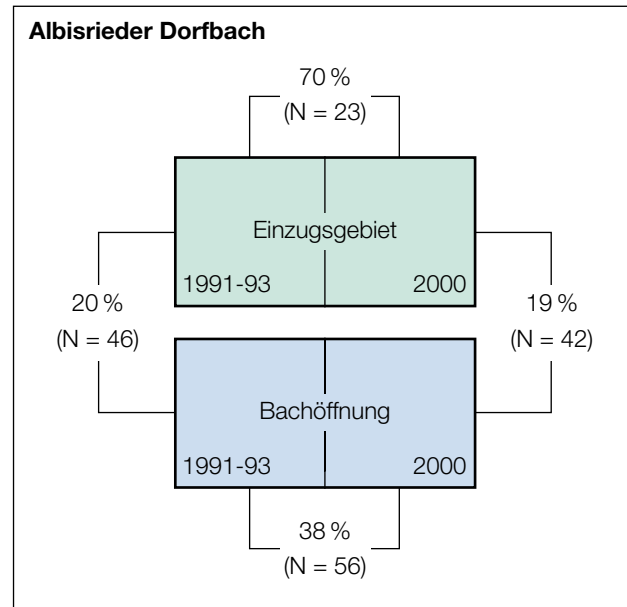 Albisrieder Dorfbach
70 %
(N = 23)
Einzugsgebiet
1991-93 2000
20 %
(N = 46)
19 %
(N = 42)
Bachöffnung
1991-93 2000
38 %
(N = 56)